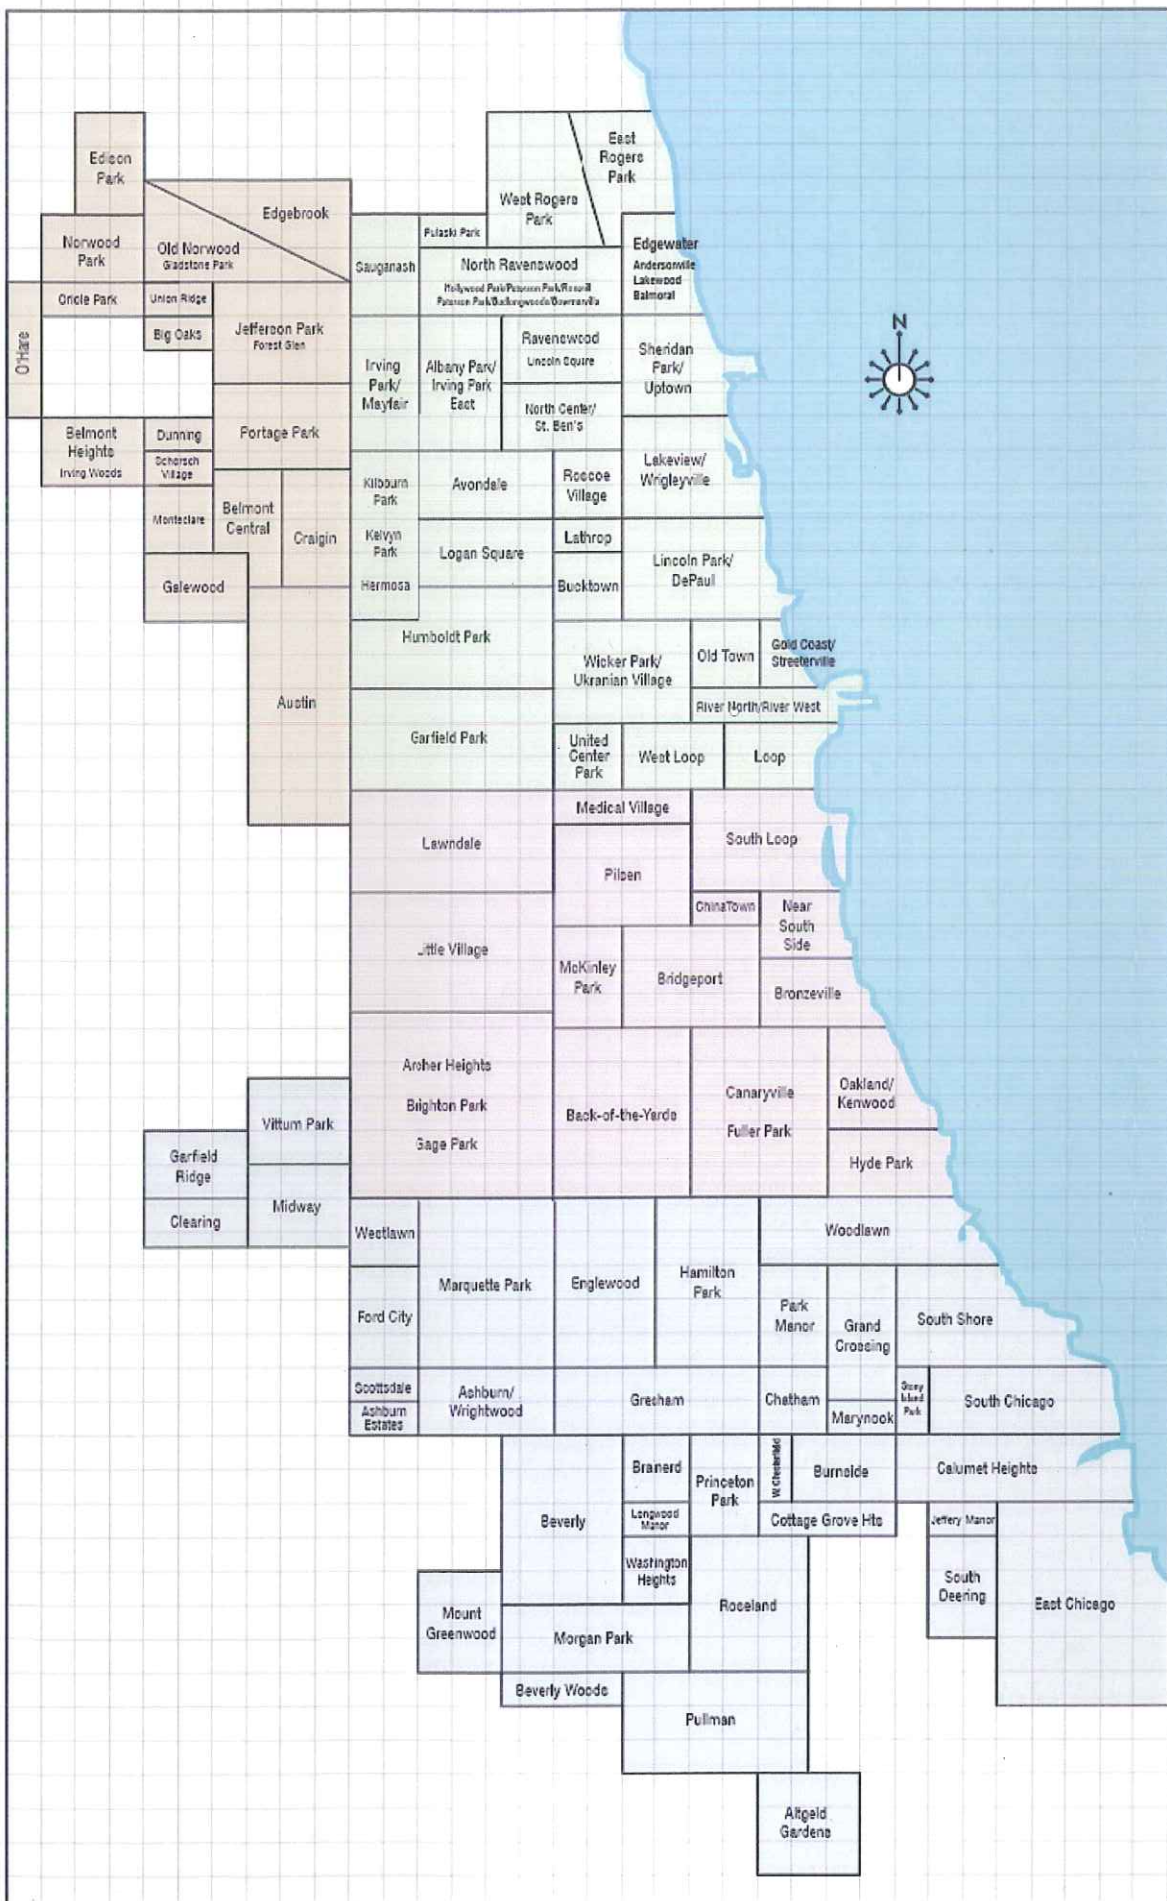 East
Rogers
Park
Edison
Park
West Rogers
Park
Edgebrook
Pulaski Park
Norwood
Park
Old Norwood
Gladstone Park
Edgewater
Andersonville
Lakewood
Balmoral
Sauganash
North Ravenswood
Oriole Park
Union Ridge
Big Oaks
Jefferson Park
Forest Glen
O'Hare
Irving
Park/
Mayfair
Albany Park/
Irving Park
East
Ravenswood
Lincoln Squire
Sheridan
Park/
Uptown
N
North Center/
St. Ben's
Belmont
Heights
Irving Woods
Dunning
Schorsch
Village
Portage Park
Kilbourn
Park
Avondale
Roscoe
Village
Lakeview/
Wrigleyville
Monteclare
Belmont
Central
Craigin
Kelvyn
Park
Logan Square
Lathrop
Lincoln Park/
DePaul
Galewood
Hermosa
Bucktown
Humboldt Park
Wicker Park/
Ukranian Village
Old Town
Gold Coast/
Streeterville
Austin
River North/River West
Garfield Park
United
Center
Park
West Loop
Loop
Medical Village
Lawndale
South Loop
Pilsen
ChinaTown
Near
South
Side
Little Village
McKinley
Park
Bridgeport
Bronzeville
Archer Heights
Brighton Park
Gage Park
Back-of-the-Yards
Canaryville
Fuller Park
Oakland/
Kenwood
Vittum Park
Garfield
Ridge
Hyde Park
Clearing
Midway
Westlawn
Woodlawn
Marquette Park
Englewood
Hamilton
Park
Ford City
Park
Manor
Grand
Crossing
South Shore
Scottsdale
Ashburn
Estates
Ashburn/
Wrightwood
Gresham
Chatham
Marynook
Stony
Island
Park
South Chicago
Brainerd
Princeton
Park
W Chesterfield
Burnside
Calumet Heights
Beverly
Longwood
Manor
Cottage Grove Hts
Jeffery Manor
Washington
Heights
South
Deering
Roseland
East Chicago
Mount
Greenwood
Morgan Park
Beverly Woods
Pullman
Altgeld
Gardens